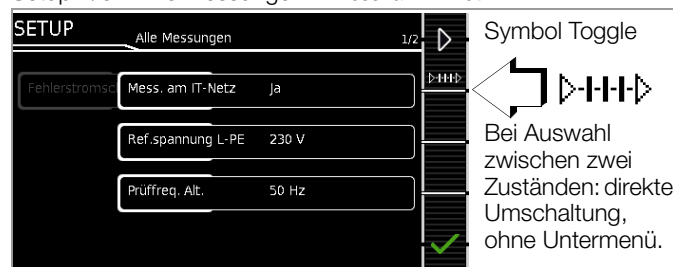 SETUP
Alle Messungen
1/2
Fehlerstromsc
Mess. am IT-Netz Ja
Ref.spannung L-PE 230 V
Prüffreq. Alt. 50 Hz
Symbol Toggle
Bei Auswahl
zwischen zwei
Zuständen: direkte
Umschaltung,
ohne Untermenü.